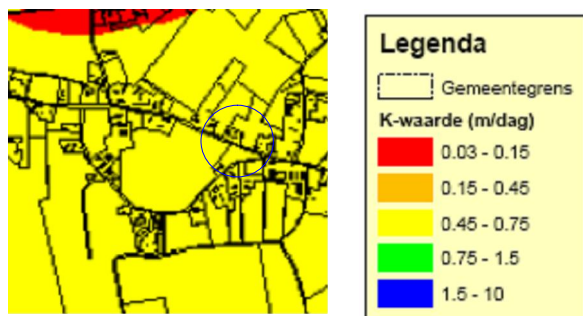 Legenda
Gemeentegrens
K-waarde (m/dag)
0.03 - 0.15
0.15 - 0.45
0.45 - 0.75
0.75 - 1.5
1.5 - 10